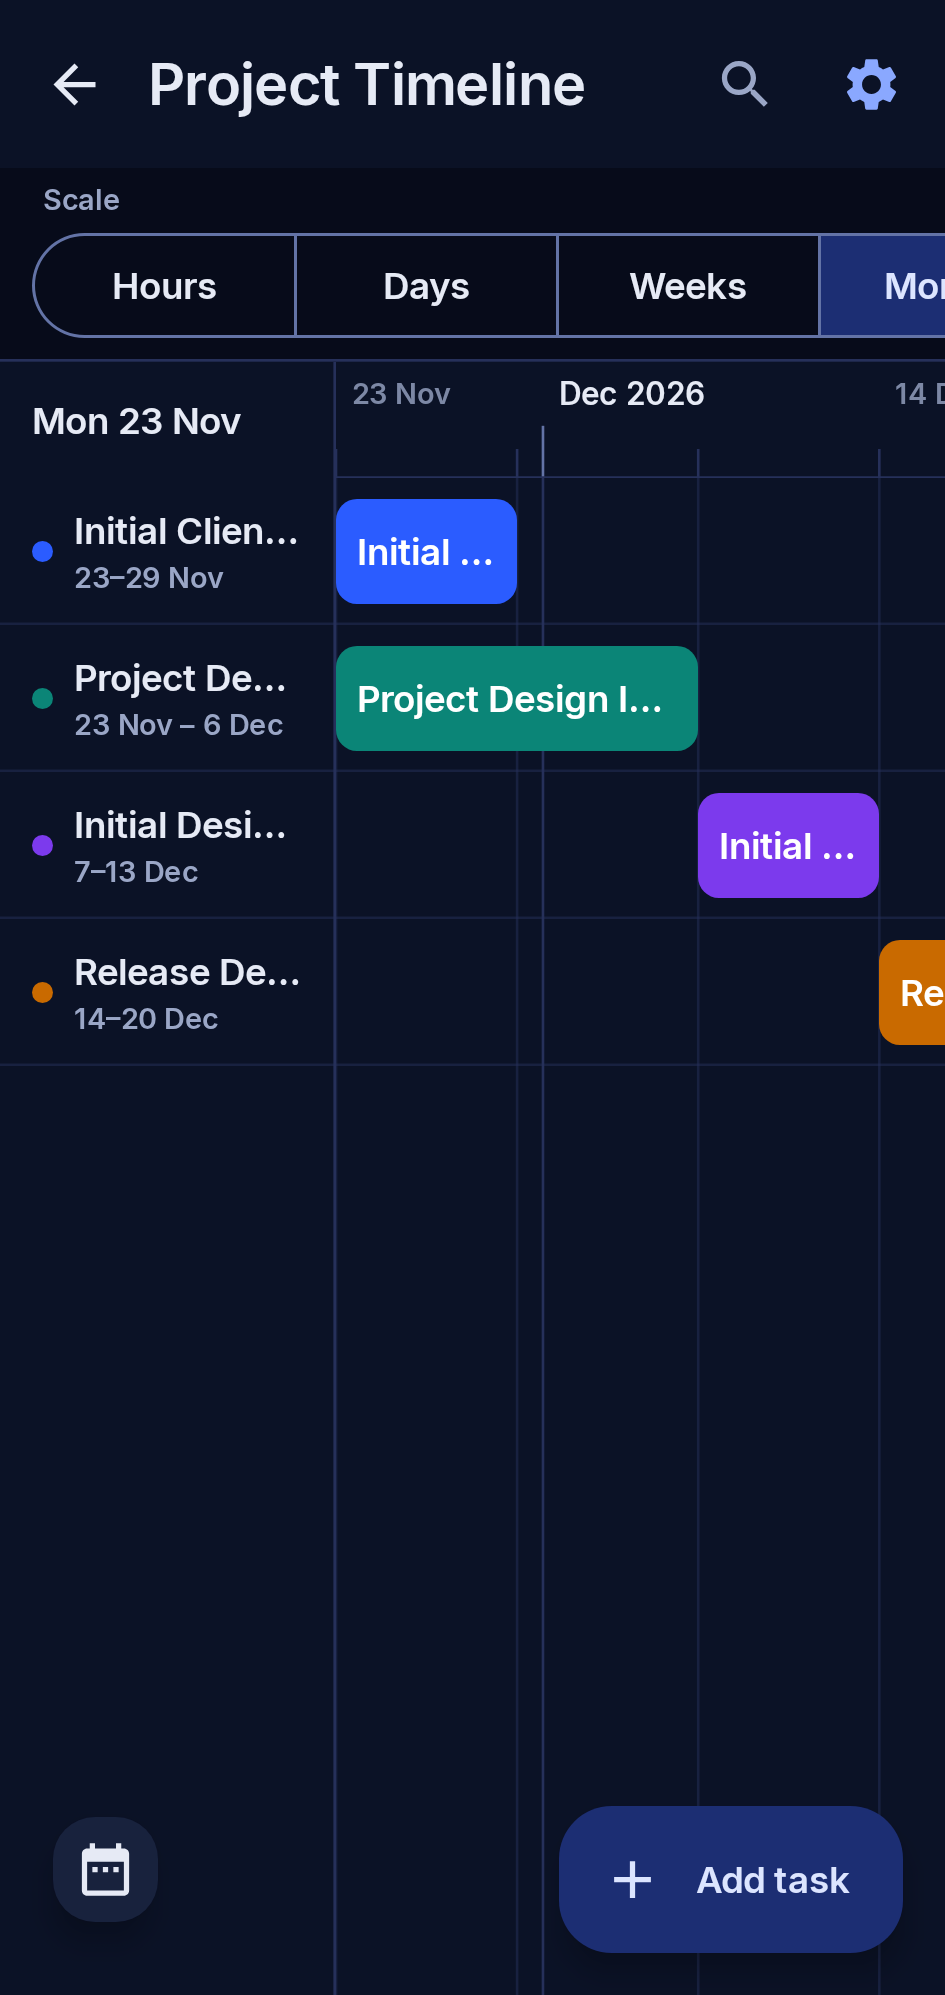 Project Timeline
Scale
Hours
Days
Weeks
Mon 23 Nov
23 Nov
Dec 2026
14
Initial Clien...
23–29 Nov
Initial ...
Project De...
23 Nov – 6 Dec
Project Design I...
Initial Desi...
7–13 Dec
Initial ...
Release De...
14–20 Dec
Re
Add task